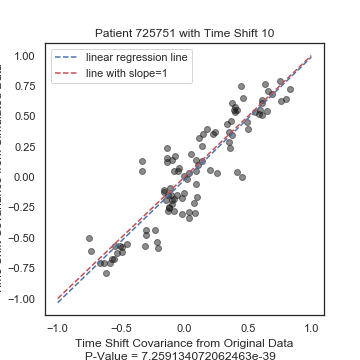 Patient 725751 with Time Shift 10
linear regression line
line with slope=1
1.00
0.75
0.50
0.25
0.00
−0.25
−0.50
−0.75
−1.00
−1.0
−0.5
0.0
0.5
1.0
Time Shift Covariance from Original Data
P-Value = 7.259134072062463e-39